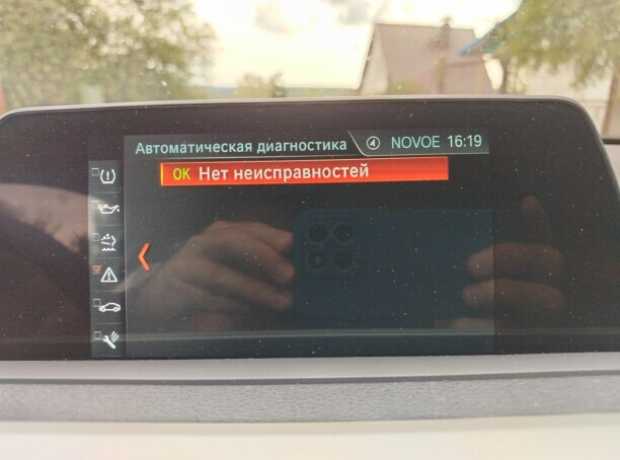 Автоматическая диагностика NOVOE 16:19
OK Нет неисправностей